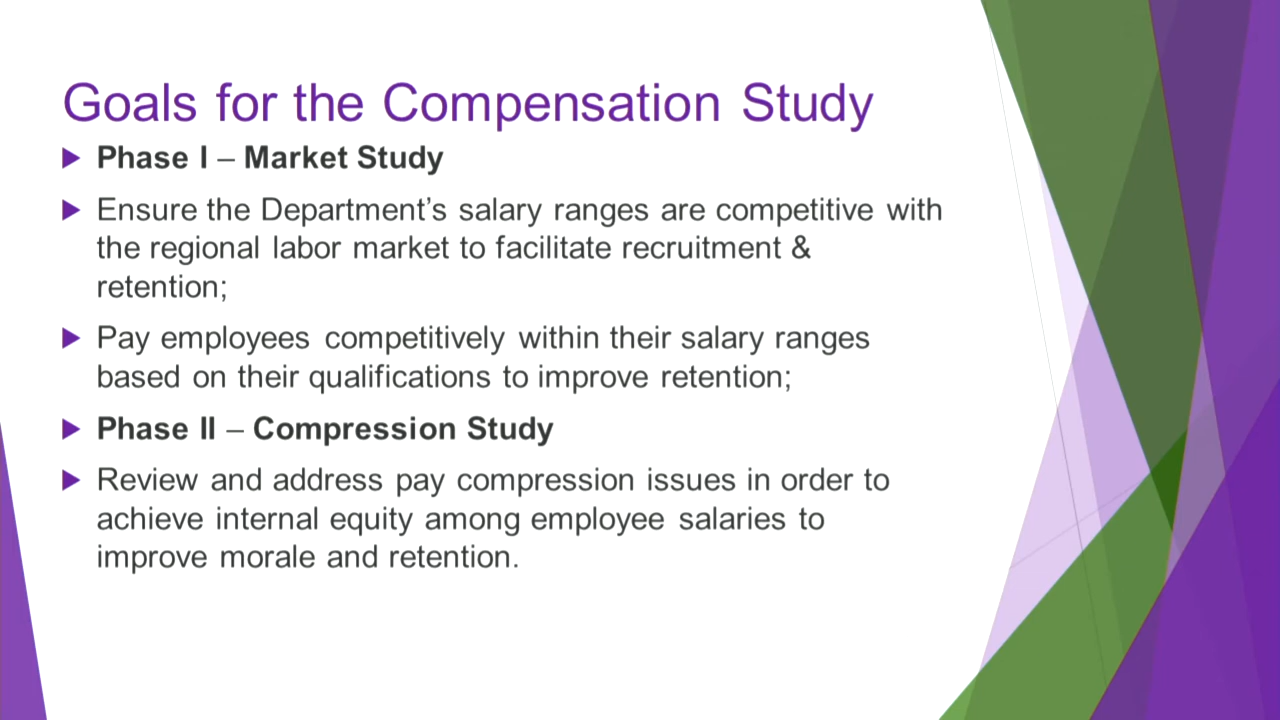 Goals for the Compensation Study
Phase I – Market Study
Ensure the Department’s salary ranges are competitive with
the regional labor market to facilitate recruitment &
retention;
Pay employees competitively within their salary ranges
based on their qualifications to improve retention;
Phase II – Compression Study
Review and address pay compression issues in order to
achieve internal equity among employee salaries to
improve morale and retention.